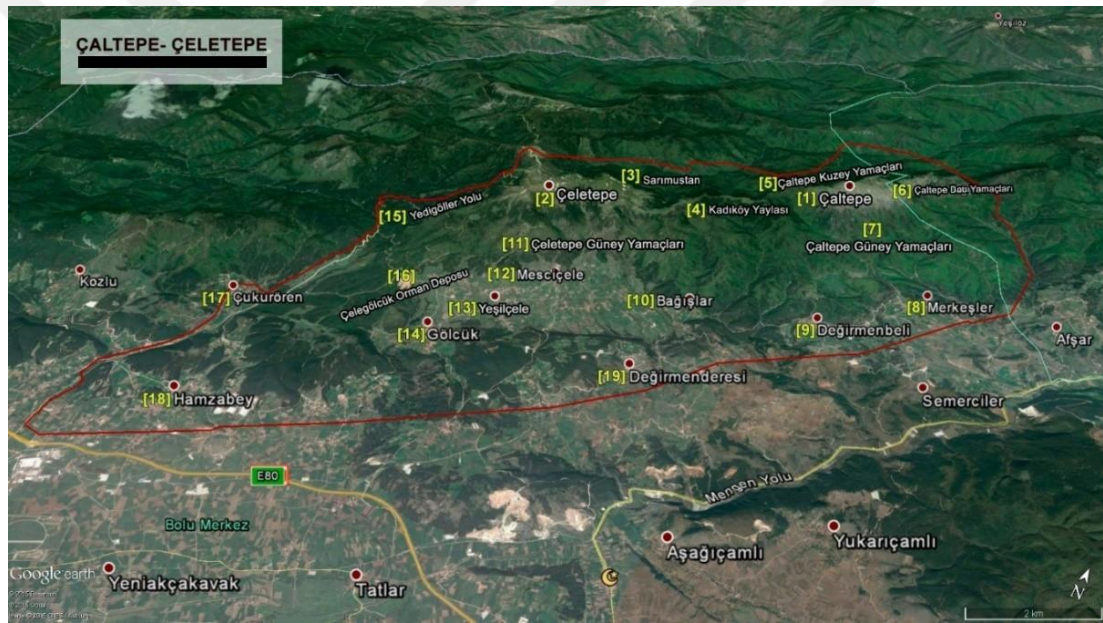 ÇALTEPE- ÇELETEPE
Yeşilöz
[3] Sarımustan
[5] Çaltepe Kuzey Yamaçları
[2] Çeletepe
[1] Çaltepe
[6] Çaltepe Batı Yamaçları
[15] Yedigöller Yolu
[4] Kadıköy Yaylası
[7]
Çaltepe Güney Yamaçları
[11] Çeletepe Güney Yamaçları
Kozlu
[16]
Çelegölcük Orman Deposu
[12] Mesciçele
[17] Çukurören
[13] Yeşilçele
[10] Bağışlar
[8] Merkeşler
[14] Gölcük
[9] Değirmenbeli
Afşar
[19] Değirmenderesi
[18] Hamzabey
Semerciler
E80
Mengen Yolu
Bolu Merkez
Aşağıçamlı
Yukarıçamlı
Google earth
Yeniakçakavak
Tatlar
N
2 km